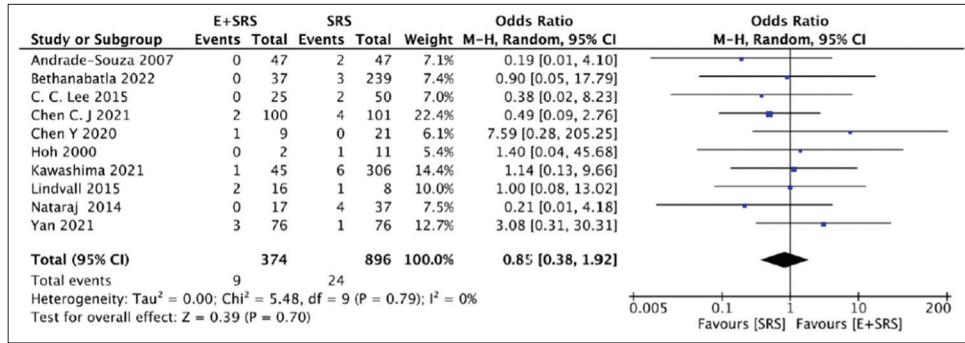 E+SRS SRS Odds Ratio Odds Ratio
Study or Subgroup Events Total Events Total Weight M-H, Random, 95% CI M-H, Random, 95% CI
Andrade-Souza 2007 0 47 2 47 7.1% 0.19 [0.01, 4.10]
Bethanabatla 2022 0 37 3 239 7.4% 0.90 [0.05, 17.79]
C. C. Lee 2015 0 25 2 50 7.0% 0.38 [0.02, 8.23]
Chen C. J 2021 2 100 4 101 22.4% 0.49 [0.09, 2.76]
Chen Y 2020 1 9 0 21 6.1% 7.59 [0.28, 205.25]
Hoh 2000 0 2 1 11 5.4% 1.40 [0.04, 45.68]
Kawashima 2021 1 45 6 306 14.4% 1.14 [0.13, 9.66]
Lindvall 2015 2 16 1 8 10.0% 1.00 [0.08, 13.02]
Nataraj 2014 0 17 4 37 7.5% 0.21 [0.01, 4.18]
Yan 2021 3 76 1 76 12.7% 3.08 [0.31, 30.31]
Total (95% CI) 374 896 100.0% 0.85 [0.38, 1.92]
Total events 9 24
Heterogeneity: Tau² = 0.00; Chi² = 5.48, df = 9 (P = 0.79); I² = 0%
Test for overall effect: Z = 0.39 (P = 0.70)
0.005 0.1 1 10 200
Favours [SRS] Favours [E+SRS]